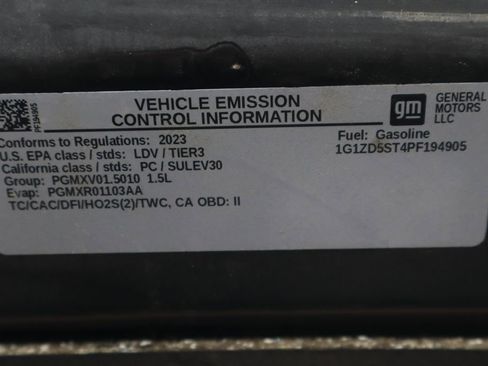 VEHICLE EMISSION
CONTROL INFORMATION
gm
GENERAL
MOTORS
LLC
PF194905
Conforms to Regulations: 2023
U.S. EPA class / stds: LDV / TIER3
California class / stds: PC / SULEV30
Group: PGMXV01.5010 1.5L
Evap: PGMXR01103AA
TC/CAC/DFI/HO2S(2)/TWC, CA OBD: II
Fuel: Gasoline
1G1ZD5ST4PF194905